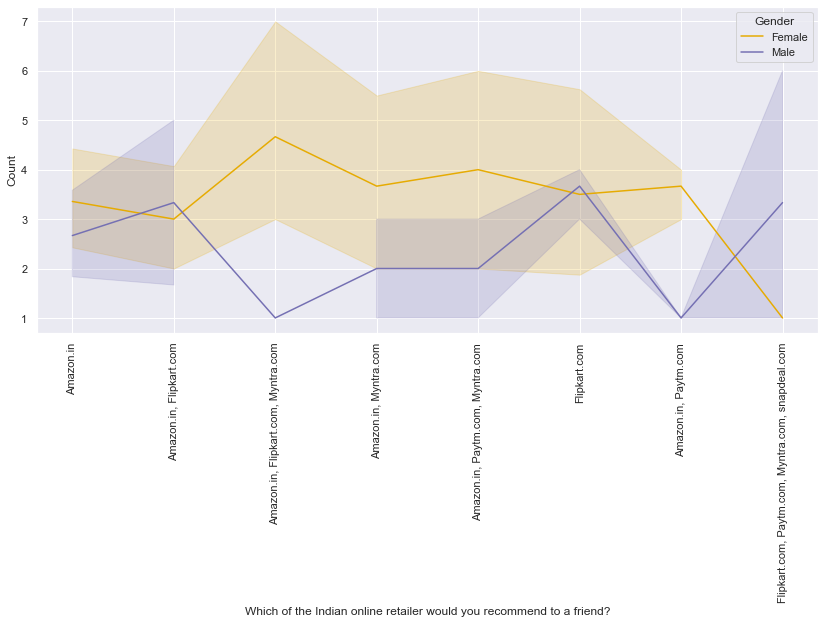 Gender
Female
Male
7
6
5
4
3
2
1
Count
Amazon.in
Amazon.in, Flipkart.com
Amazon.in, Flipkart.com, Myntra.com
Amazon.in, Myntra.com
Amazon.in, Paytm.com, Myntra.com
Flipkart.com
Amazon.in, Paytm.com
Flipkart.com, Paytm.com, Myntra.com, snapdeal.com
Which of the Indian online retailer would you recommend to a friend?